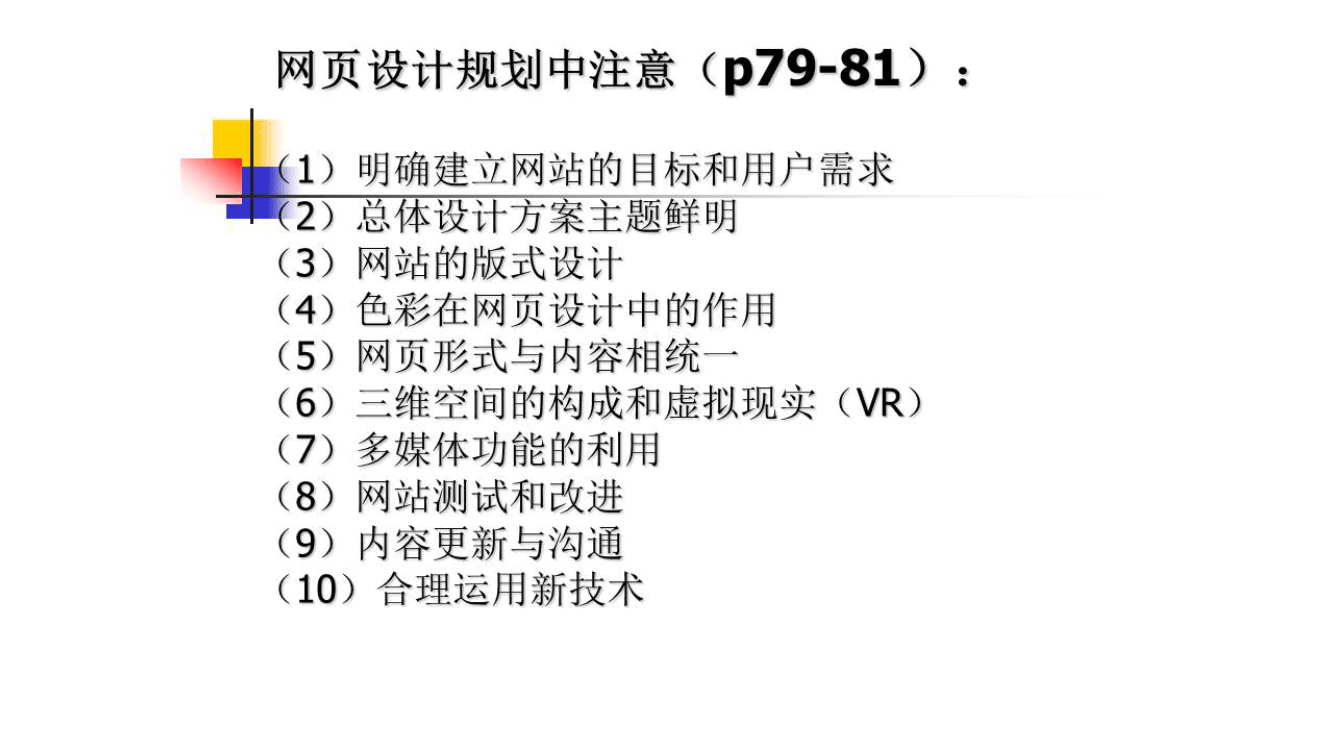 网页设计规划中注意（p79-81）：
（1）明确建立网站的目标和用户需求
（2）总体设计方案主题鲜明
（3）网站的版式设计
（4）色彩在网页设计中的作用
（5）网页形式与内容相统一
（6）三维空间的构成和虚拟现实（VR）
（7）多媒体功能的利用
（8）网站测试和改进
（9）内容更新与沟通
（10）合理运用新技术